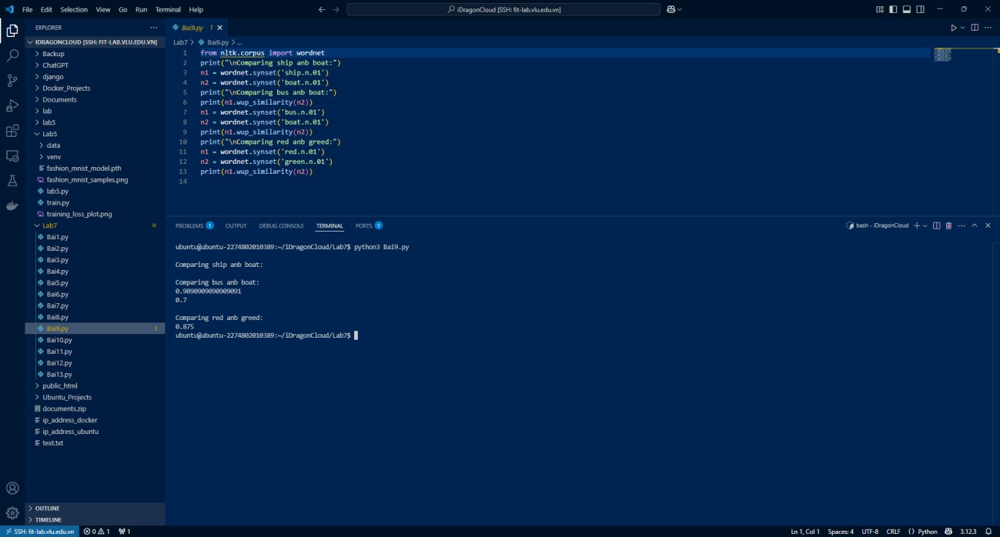 File Edit Selection View Go Run Terminal Help
iDragonCloud [SSH: fit-lab.vlu.edu.vn]
EXPLORER
IDRAGONCLOUD [SSH: FIT-LAB.VLU.EDU.VN]
Backup
ChatGPT
django
Docker_Projects
Documents
lab
lab5
Lab5
data
venv
fashion_mnist_model.pth
fashion_mnist_samples.png
lab5.py
train.py
training_loss_plot.png
Lab7
Bai1.py
Bai2.py
Bai3.py
Bai4.py
Bai5.py
Bai6.py
Bai7.py
Bai8.py
Bai9.py 1
Bai10.py
Bai11.py
Bai12.py
Bai13.py
public_html
Ubuntu_Projects
documents.zip
ip_address_docker
ip_address_ubuntu
text.txt
OUTLINE
TIMELINE
Bai9.py 1
Lab7 > Bai9.py > ...
1 from nltk.corpus import wordnet
2 print("\nComparing ship anb boat:")
3 n1 = wordnet.synset('ship.n.01')
4 n2 = wordnet.synset('boat.n.01')
5 print("\nComparing bus anb boat:")
6 print(n1.wup_similarity(n2))
7 n1 = wordnet.synset('bus.n.01')
8 n2 = wordnet.synset('boat.n.01')
9 print(n1.wup_similarity(n2))
10 print("\nComparing red anb greed:")
11 n1 = wordnet.synset('red.n.01')
12 n2 = wordnet.synset('green.n.01')
13 print(n1.wup_similarity(n2))
14
PROBLEMS 1 OUTPUT DEBUG CONSOLE TERMINAL PORTS 1
bash - iDragonCloud
ubuntu@ubuntu-2274802010389:~/iDragonCloud/Lab7$ python3 Bai9.py
Comparing ship anb boat:
Comparing bus anb boat:
0.9090909090909091
0.7
Comparing red anb greed:
0.875
ubuntu@ubuntu-2274802010389:~/iDragonCloud/Lab7$
SSH: fit-lab.vlu.edu.vn 0 1 1
Ln 1, Col 1 Spaces: 4 UTF-8 CRLF {} Python 3.12.3